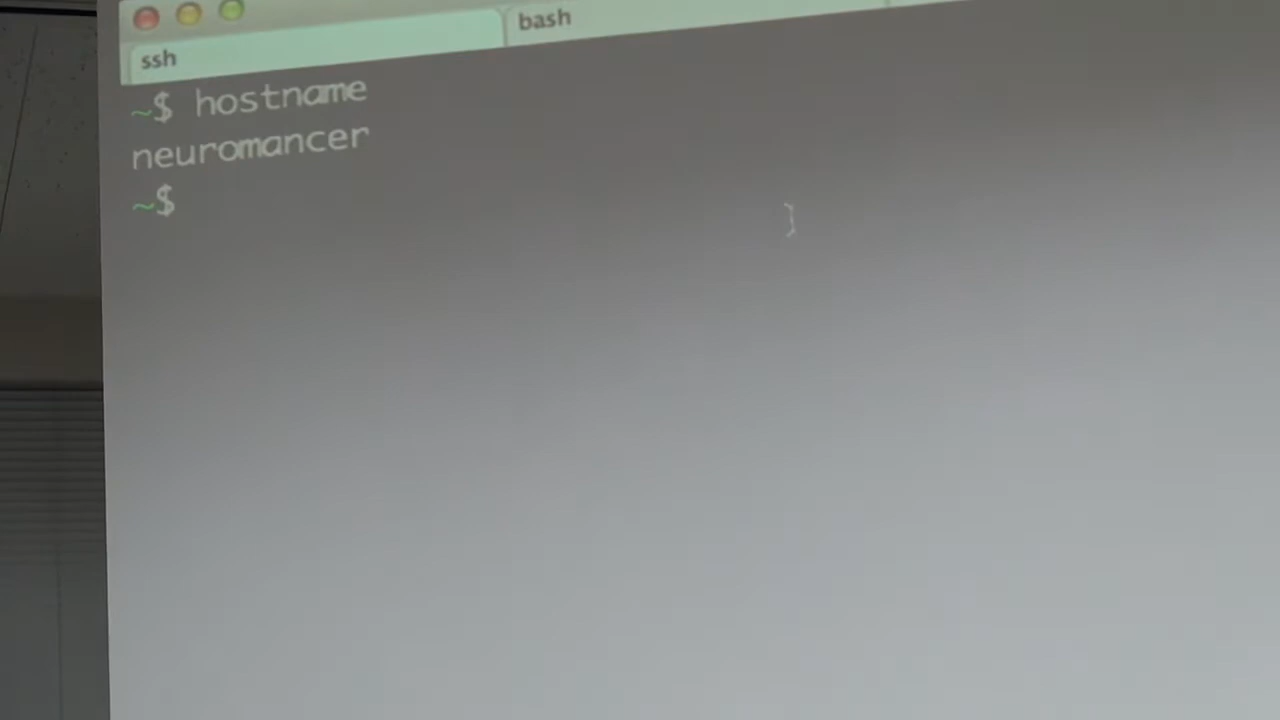 ssh
bash
~$ hostname
neuromancer
~$